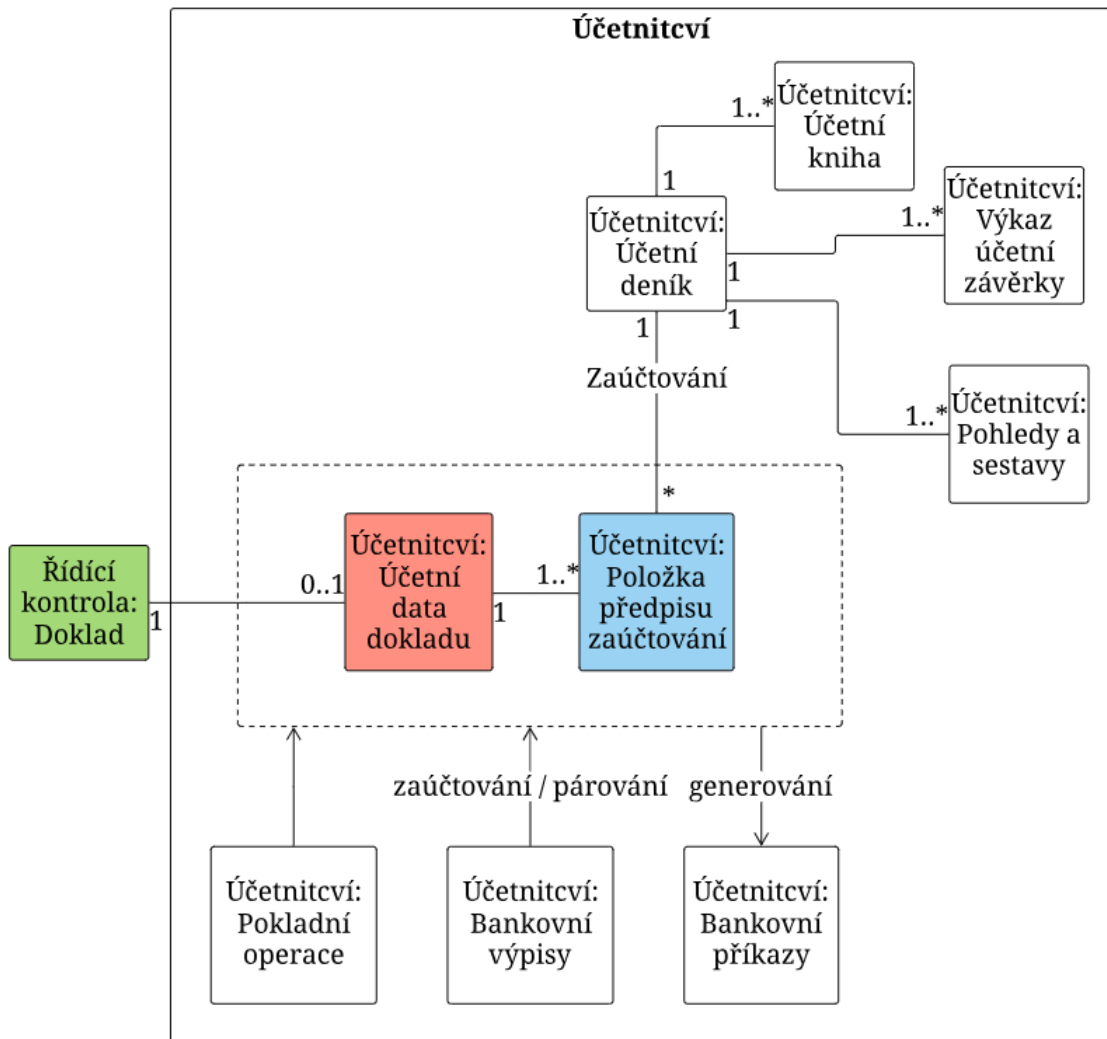 Účetnitcví
Účetnitcví:
Účetní
kniha
1..*
1
Účetnitcví:
Výkaz
účetní
závěrky
1..*
Účetnitcví:
Účetní
deník
1
1
1
Zaúčtování
Účetnitcví:
Pohledy a
sestavy
1..*
*
Řídící
kontrola:
Doklad
1
0..1
Účetnitcví:
Účetní
data
dokladu
1
1..*
Účetnitcví:
Položka
předpisu
zaúčtování
zaúčtování / párování
generování
Účetnitcví:
Pokladní
operace
Účetnitcví:
Bankovní
výpisy
Účetnitcví:
Bankovní
příkazy